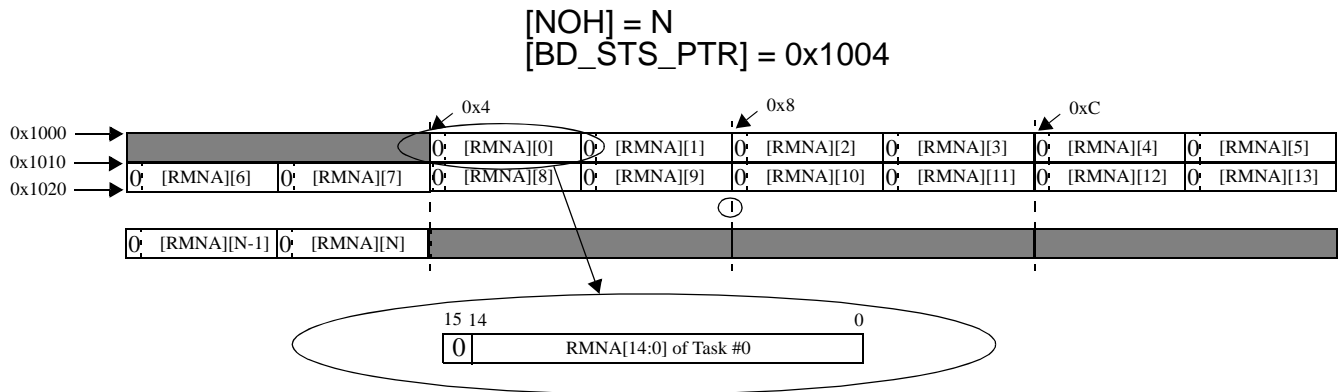 [NOH] = N
[BD_STS_PTR] = 0x1004
0x4 0x8 0xC
0x1000
0 [RMNA][0] 0 [RMNA][1] 0 [RMNA][2] 0 [RMNA][3] 0 [RMNA][4] 0 [RMNA][5]
0x1010
0 [RMNA][6] 0 [RMNA][7] 0 [RMNA][8] 0 [RMNA][9] 0 [RMNA][10] 0 [RMNA][11] 0 [RMNA][12] 0 [RMNA][13]
0x1020
0 [RMNA][N-1] 0 [RMNA][N]
15 14 0
0 RMNA[14:0] of Task #0